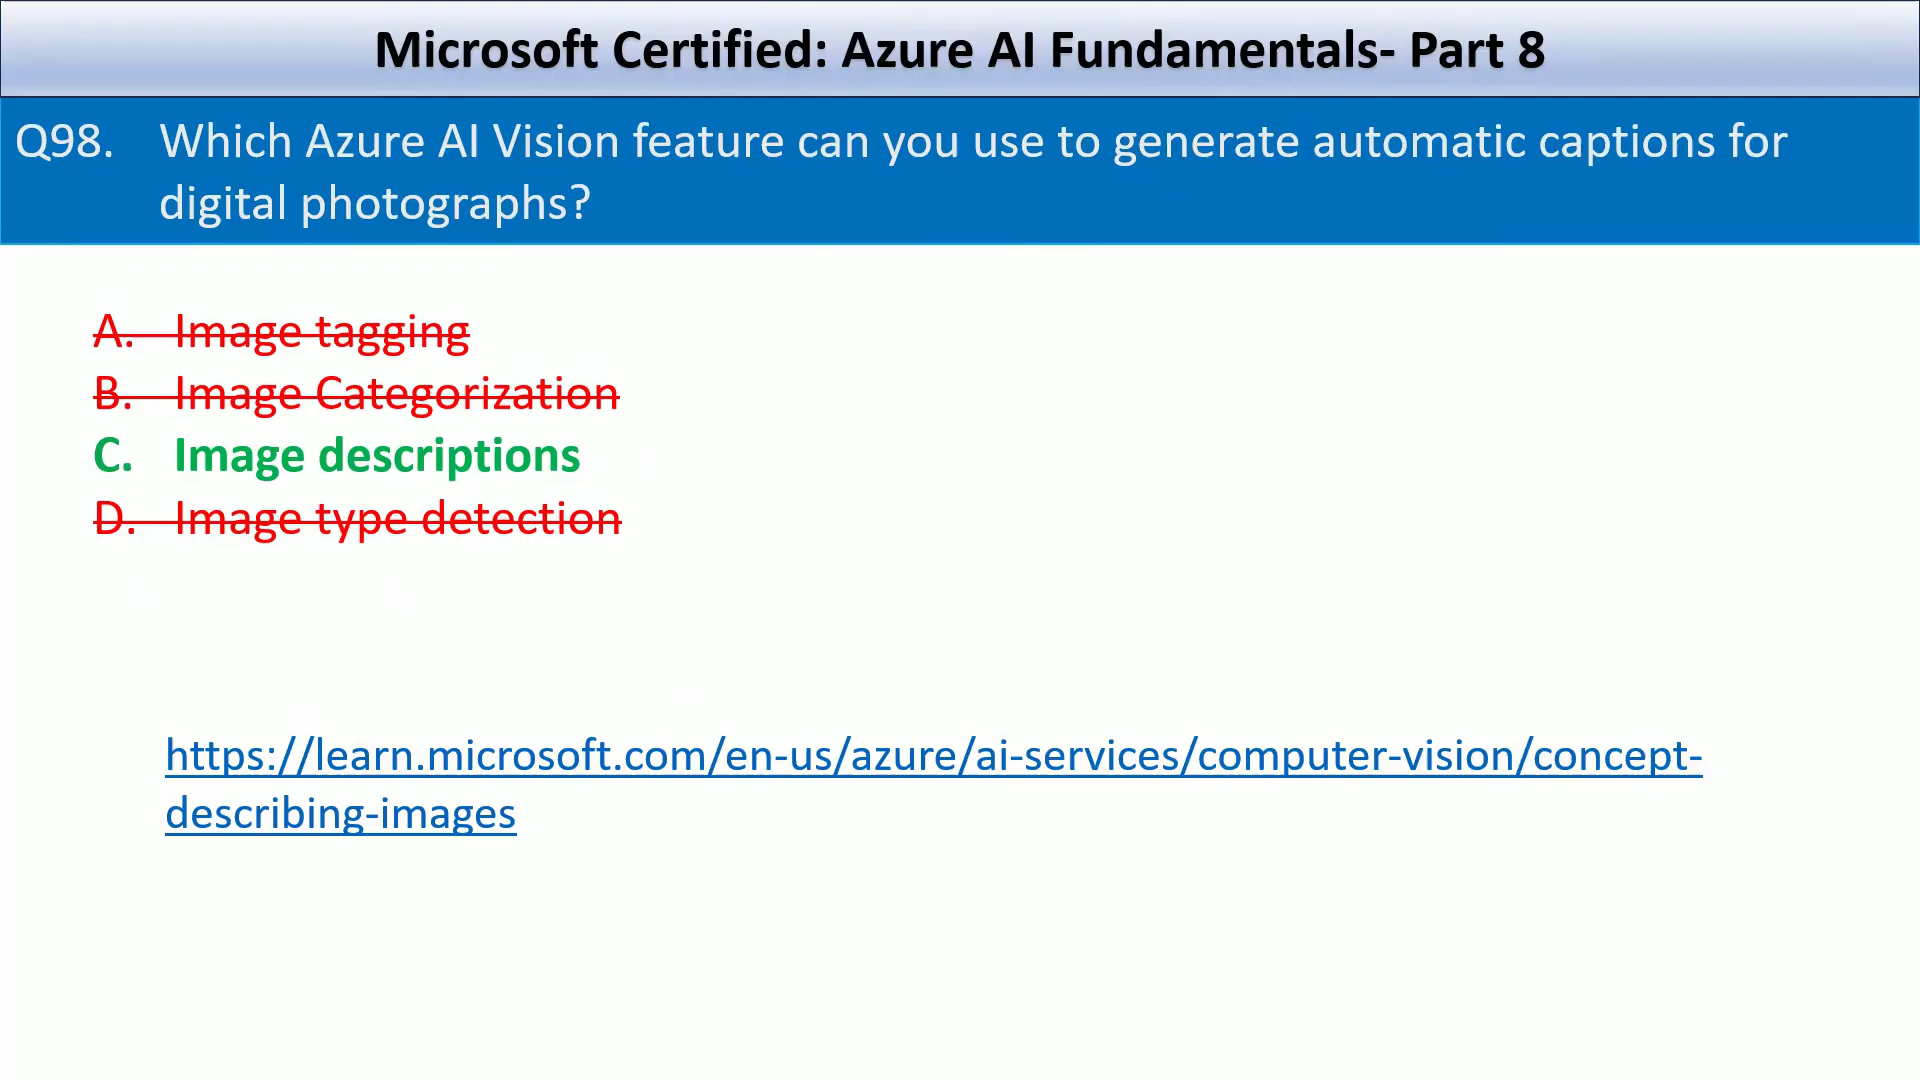 Microsoft Certified: Azure AI Fundamentals- Part 8
Q98. Which Azure AI Vision feature can you use to generate automatic captions for
digital photographs?
A. Image tagging
B. Image Categorization
C. Image descriptions
D. Image type detection
https://learn.microsoft.com/en-us/azure/ai-services/computer-vision/concept-
describing-images